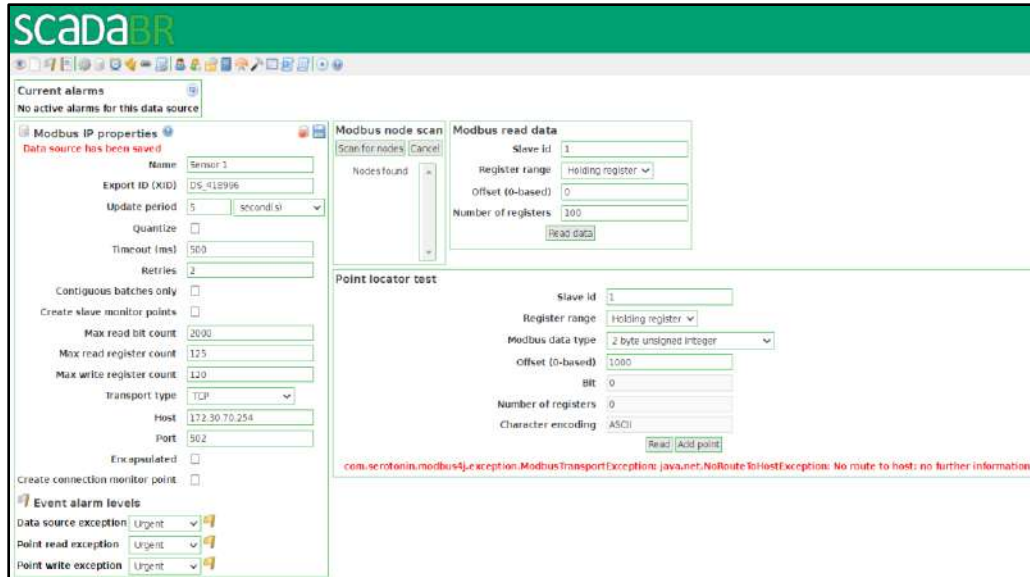 SCADABR
Current alarms
No active alarms for this data source
Modbus IP properties
Data source has been saved
Name Sensor 1
Export ID (XID) DS_418996
Update period 5 second(s)
Quantize
Timeout (ms) 500
Retries 2
Contiguous batches only
Create slave monitor points
Max read bit count 2000
Max read register count 125
Max write register count 120
Transport type TCP
Host 172.30.70.254
Port 502
Encapsulated
Create connection monitor point
Event alarm levels
Data source exception Urgent
Point read exception Urgent
Point write exception Urgent
Modbus node scan
Scan for nodes Cancel
Nodes found
Modbus read data
Slave id 1
Register range Holding register
Offset (0-based) 0
Number of registers 100
Read data
Point locator test
Slave id 1
Register range Holding register
Modbus data type 2 byte unsigned integer
Offset (0-based) 1000
Bit 0
Number of registers 0
Character encoding ASCII
Read Add point
com.serotonin.modbus4j.exception.ModbusTransportException: java.net.NoRouteToHostException: No route to host: no further information